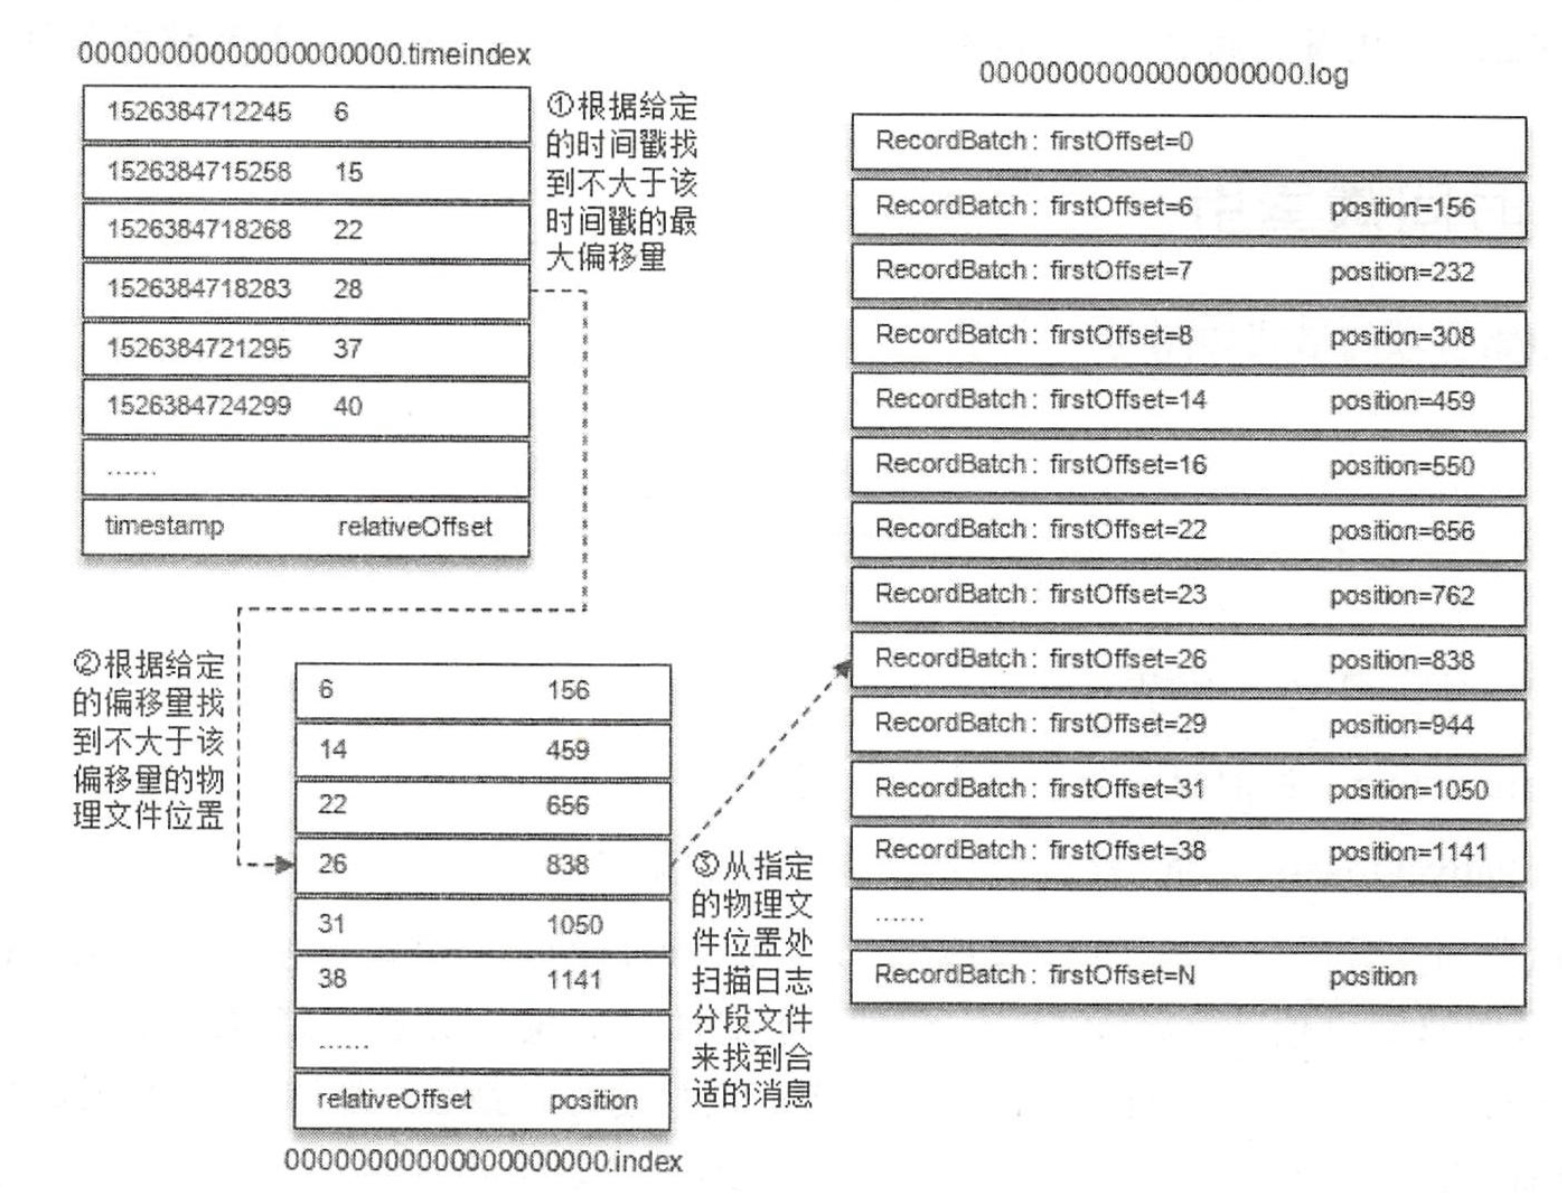 00000000000000000000.timeindex
1526384712245 6
1526384715258 15
1526384718268 22
1526384718283 28
1526384721295 37
1526384724299 40
......
timestamp relativeOffset
①根据给定
的时间戳找
到不大于该
时间戳的最
大偏移量
②根据给定
的偏移量找
到不大于该
偏移量的物
理文件位置
6 156
14 459
22 656
26 838
31 1050
38 1141
......
relativeOffset position
00000000000000000000.index
③从指定
的物理文
件位置处
扫描日志
分段文件
来找到合
适的消息
00000000000000000000.log
RecordBatch: firstOffset=0
RecordBatch: firstOffset=6 position=156
RecordBatch: firstOffset=7 position=232
RecordBatch: firstOffset=8 position=308
RecordBatch: firstOffset=14 position=459
RecordBatch: firstOffset=16 position=550
RecordBatch: firstOffset=22 position=656
RecordBatch: firstOffset=23 position=762
RecordBatch: firstOffset=26 position=838
RecordBatch: firstOffset=29 position=944
RecordBatch: firstOffset=31 position=1050
RecordBatch: firstOffset=38 position=1141
......
RecordBatch: firstOffset=N position